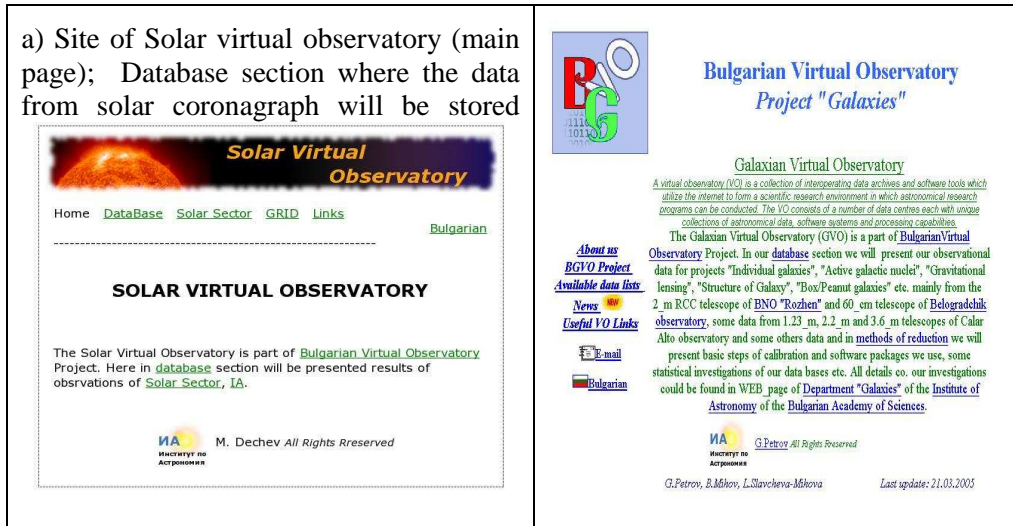 a) Site of Solar virtual observatory (main
page); Database section where the data
from solar coronagraph will be stored
Solar Virtual
Observatory
Home DataBase Solar Sector GRID Links
Bulgarian
------------------------------------------------
SOLAR VIRTUAL OBSERVATORY
The Solar Virtual Observatory is part of Bulgarian Virtual Observatory
Project. Here in database section will be presented results of
obsrvations of Solar Sector, IA.
ИА
Институт по
Астрономия
M. Dechev All Rights Rreserved
BG
Bulgarian Virtual Observatory
Project "Galaxies"
Galaxian Virtual Observatory
A virtual observatory (VO) is a collection of interoperating data archives and software tools which
utilize the internet to form a scientific research environment in which astronomical research
programs can be conducted. The VO consists of a number of data centres each with unique
collections of astronomical data, software systems and processing capabilities.
About us
BGVO Project
Available data lists
News NEW
Useful VO Links
E-mail
Bulgarian
The Galaxian Virtual Observatory (GVO) is a part of BulgarianVirtual
Observatory Project. In our database section we will present our observational
data for projects "Individual galaxies", "Active galactic nuclei", "Gravitational
lensing", "Structure of Galaxy", "Box/Peanut galaxies" etc. mainly from the
2_m RCC telescope of BNO "Rozhen" and 60_cm telescope of Belogradchik
observatory, some data from 1.23_m, 2.2_m and 3.6_m telescopes of Calar
Alto observatory and some others data and in methods of reduction we will
present basic steps of calibration and software packages we use, some
statistical investigations of our data bases etc. All details co. our investigations
could be found in WEB_page of Department "Galaxies" of the Institute of
Astronomy of the Bulgarian Academy of Sciences.
ИА
Институт по
Астрономия
G.Petrov All Rights Rreserved
G.Petrov, B.Mihov, L.Slavcheva-Mihova Last update: 21.03.2005